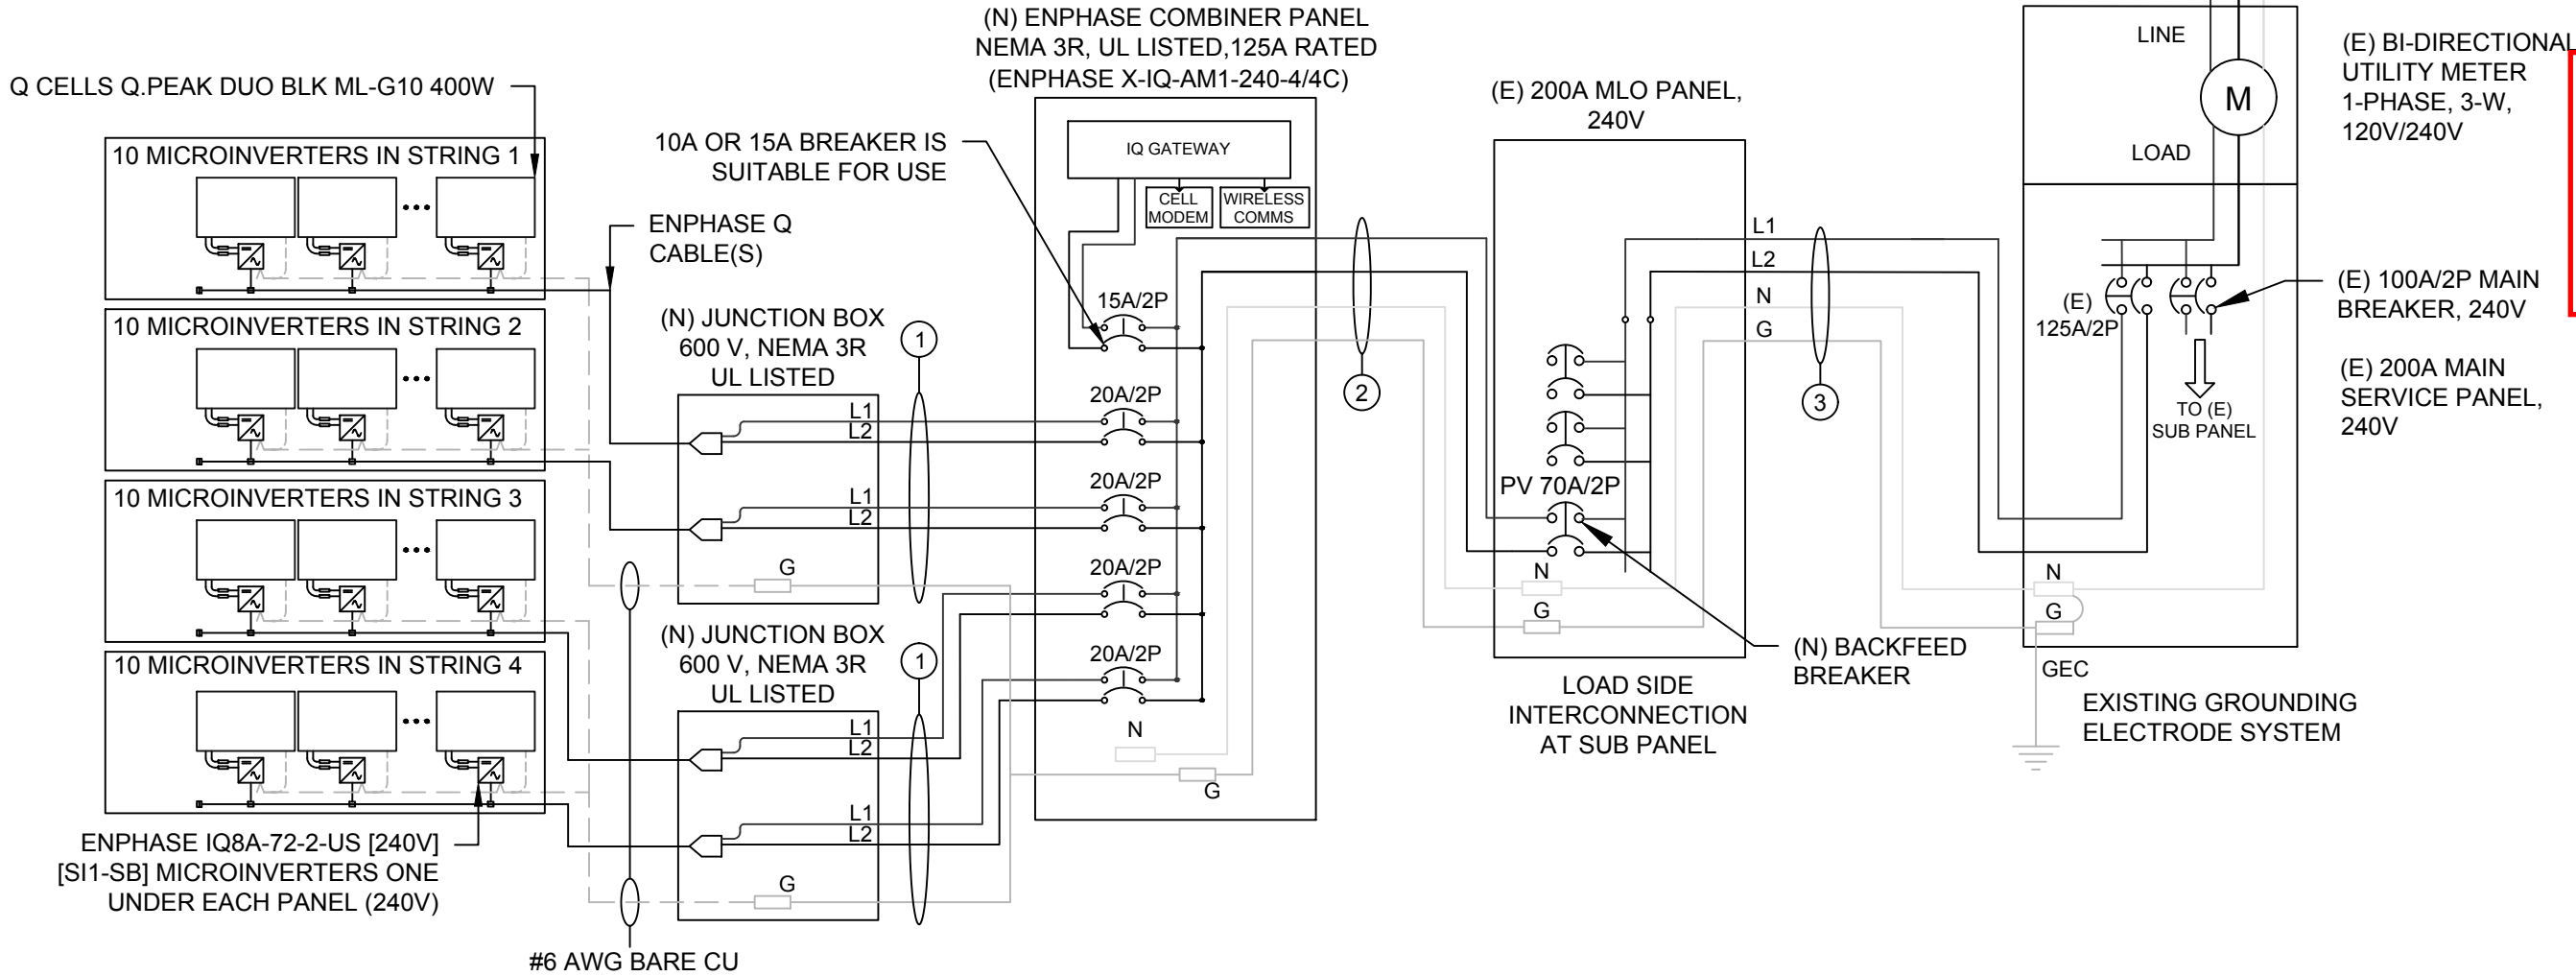 Q CELLS Q.PEAK DUO BLK ML-G10 400W
10 MICROINVERTERS IN STRING 1
10 MICROINVERTERS IN STRING 2
10 MICROINVERTERS IN STRING 3
10 MICROINVERTERS IN STRING 4
ENPHASE IQ8A-72-2-US [240V]
[SI1-SB] MICROINVERTERS ONE
UNDER EACH PANEL (240V)
ENPHASE Q
CABLE(S)
(N) JUNCTION BOX
600 V, NEMA 3R
UL LISTED
1
L1
L2
L1
L2
G
(N) JUNCTION BOX
600 V, NEMA 3R
UL LISTED
1
L1
L2
L1
L2
G
#6 AWG BARE CU
(N) ENPHASE COMBINER PANEL
NEMA 3R, UL LISTED,125A RATED
(ENPHASE X-IQ-AM1-240-4/4C)
10A OR 15A BREAKER IS
SUITABLE FOR USE
IQ GATEWAY
CELL
MODEM
WIRELESS
COMMS
15A/2P
20A/2P
20A/2P
20A/2P
20A/2P
N
G
2
(E) 200A MLO PANEL,
240V
PV 70A/2P
N
G
(N) BACKFEED
BREAKER
LOAD SIDE
INTERCONNECTION
AT SUB PANEL
L1
L2
N
G
3
LINE
M
LOAD
(E) BI-DIRECTIONAL
UTILITY METER
1-PHASE, 3-W,
120V/240V
(E)
125A/2P
(E) 100A/2P MAIN
BREAKER, 240V
TO (E)
SUB PANEL
(E) 200A MAIN
SERVICE PANEL,
240V
N
G
GEC
EXISTING GROUNDING
ELECTRODE SYSTEM